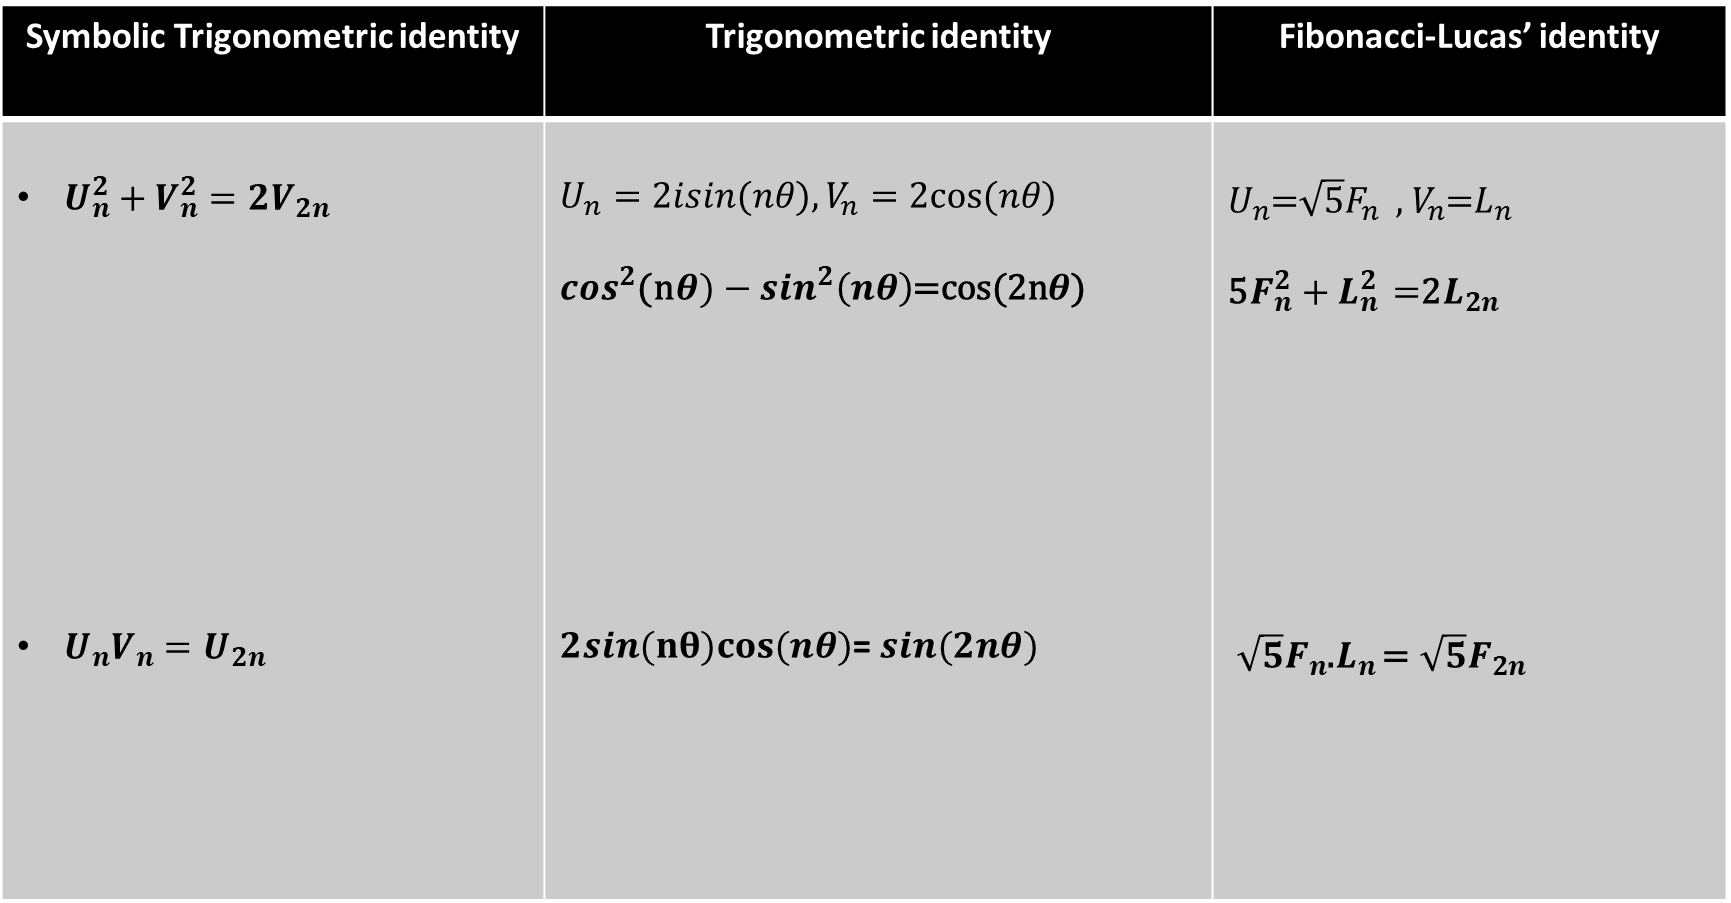 Symbolic Trigonometric identity
Trigonometric identity
Fibonacci-Lucas’ identity
• U_n^2 + V_n^2 = 2V_{2n}
U_n = 2isin(nθ), V_n = 2cos(nθ)
U_n=√5F_n , V_n=L_n
cos^2(nθ) − sin^2(nθ)=cos(2nθ)
5F_n^2 + L_n^2 =2L_{2n}
• U_nV_n = U_{2n}
2sin(nθ)cos(nθ)= sin(2nθ)
√5F_n.L_n= √5F_{2n}